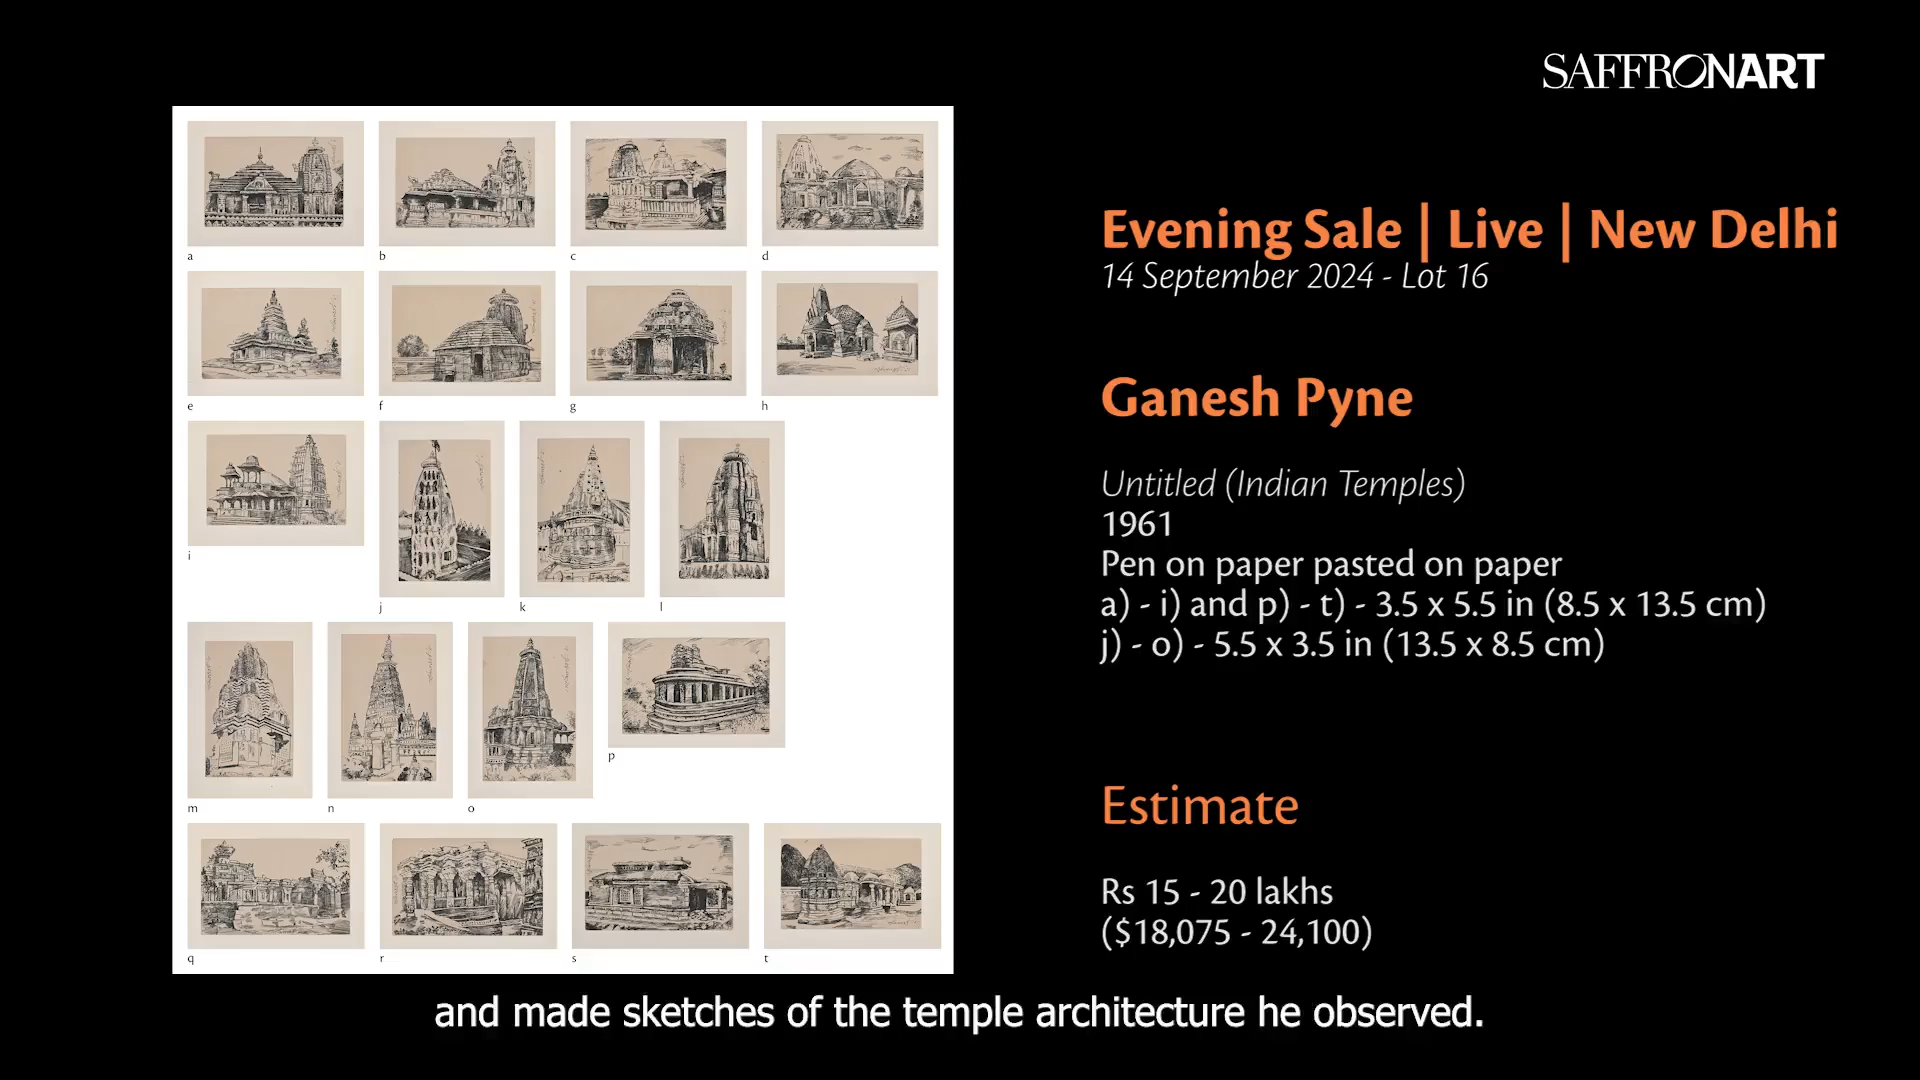 SAFFRONART
a
b
c
d
e
f
g
h
i
j
k
l
m
n
o
p
q
r
s
t
Evening Sale | Live | New Delhi
14 September 2024 - Lot 16
Ganesh Pyne
Untitled (Indian Temples)
1961
Pen on paper pasted on paper
a) - i) and p) - t) - 3.5 x 5.5 in (8.5 x 13.5 cm)
j) - o) - 5.5 x 3.5 in (13.5 x 8.5 cm)
Estimate
Rs 15 - 20 lakhs
($18,075 - 24,100)
and made sketches of the temple architecture he observed.